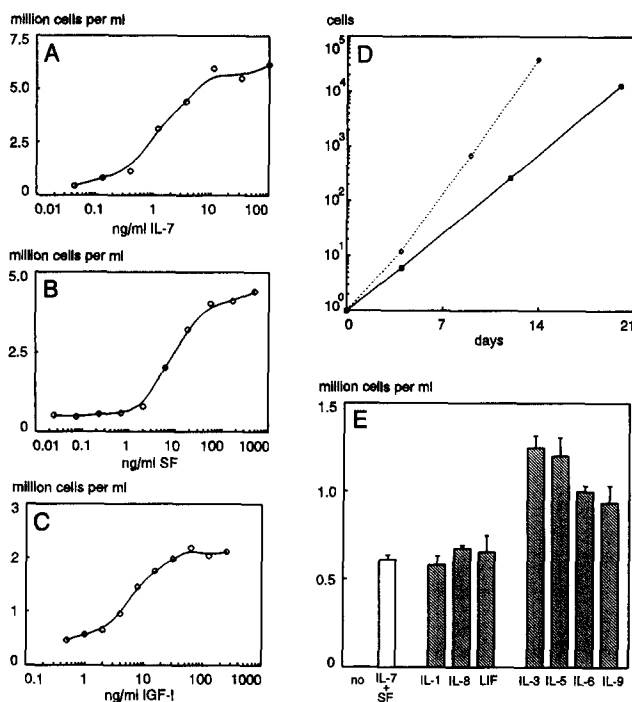 million cells per ml
A
7.5
5.0
2.5
0
0.01 0.1 1 10 100
ng/ml IL-7
million cells per ml
B
5.0
2.5
0
0.01 0.1 1 10 100 1000
ng/ml SF
million cells per ml
C
3
2
1
0
0.1 1 10 100 1000
ng/ml IGF-I
cells
D
10^5
10^4
10^3
10^2
10^1
10^0
0 7 14 21
days
million cells per ml
E
1.5
1.0
0.5
0
no IL-7 + SF IL-1 IL-8 LIF IL-3 IL-5 IL-6 IL-9